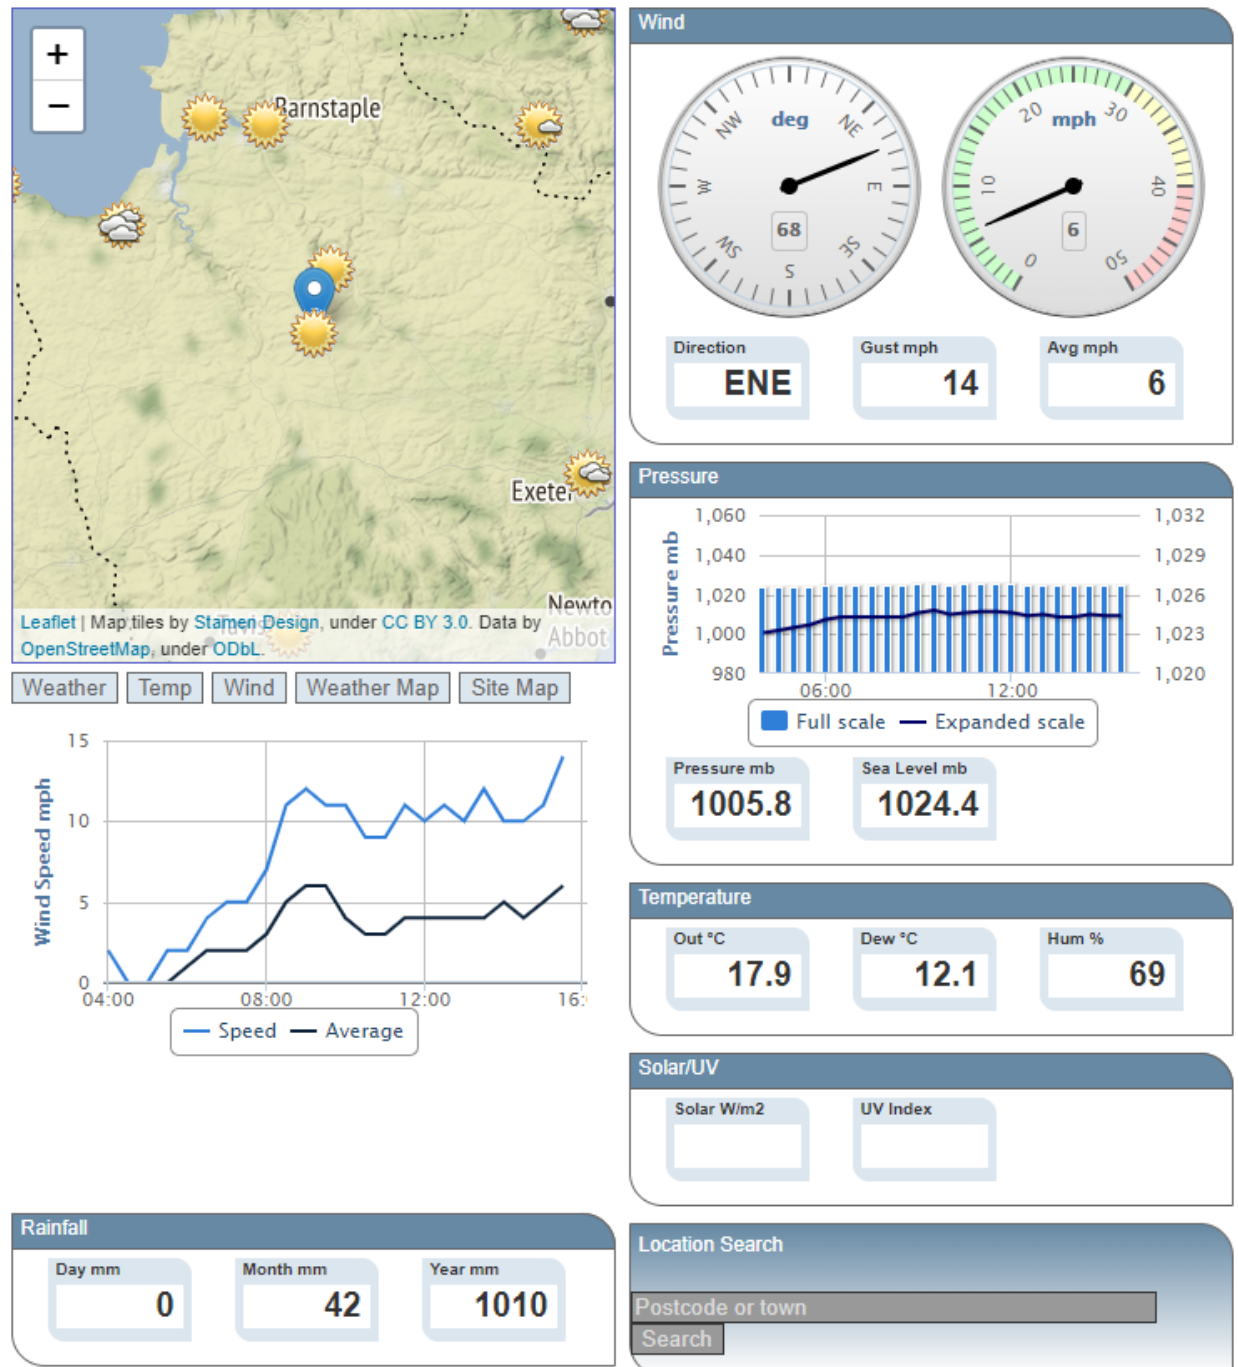 +
−
Barnstaple
Exeter
Newto
Abbot
Leaflet | Map tiles by Stamen Design, under CC BY 3.0. Data by
OpenStreetMap, under ODbL.
Weather
Temp
Wind
Weather Map
Site Map
Wind Speed mph
15
10
5
0
04:00
08:00
12:00
16:
Speed
Average
Rainfall
Day mm
0
Month mm
42
Year mm
1010
Wind
deg
NW
NE
W
E
SW
SE
S
68
mph
0
10
20
30
40
50
6
Direction
ENE
Gust mph
14
Avg mph
6
Pressure
Pressure mb
1,060
1,040
1,020
1,000
980
1,032
1,029
1,026
1,023
1,020
06:00
12:00
Full scale
Expanded scale
Pressure mb
1005.8
Sea Level mb
1024.4
Temperature
Out °C
17.9
Dew °C
12.1
Hum %
69
Solar/UV
Solar W/m2
UV Index
Location Search
Postcode or town
Search